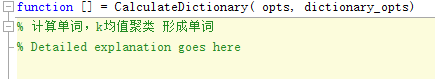 function [] = CalculateDictionary( opts, dictionary_opts)
% 计算单词，k均值聚类 形成单词
% Detailed explanation goes here